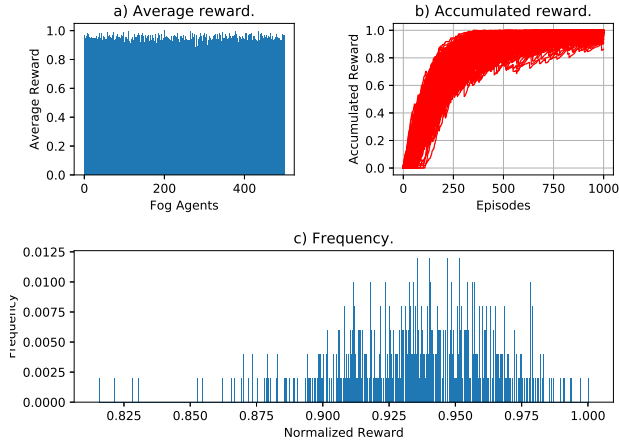 a) Average reward.
1.0
0.8
0.6
0.4
0.2
0.0
Average Reward
0 200 400
Fog Agents
b) Accumulated reward.
1.0
0.8
0.6
0.4
0.2
0.0
Accumulated Reward
0 250 500 750 1000
Episodes
c) Frequency.
0.0125
0.0100
0.0075
0.0050
0.0025
0.0000
Frequency
0.825 0.850 0.875 0.900 0.925 0.950 0.975 1.000
Normalized Reward